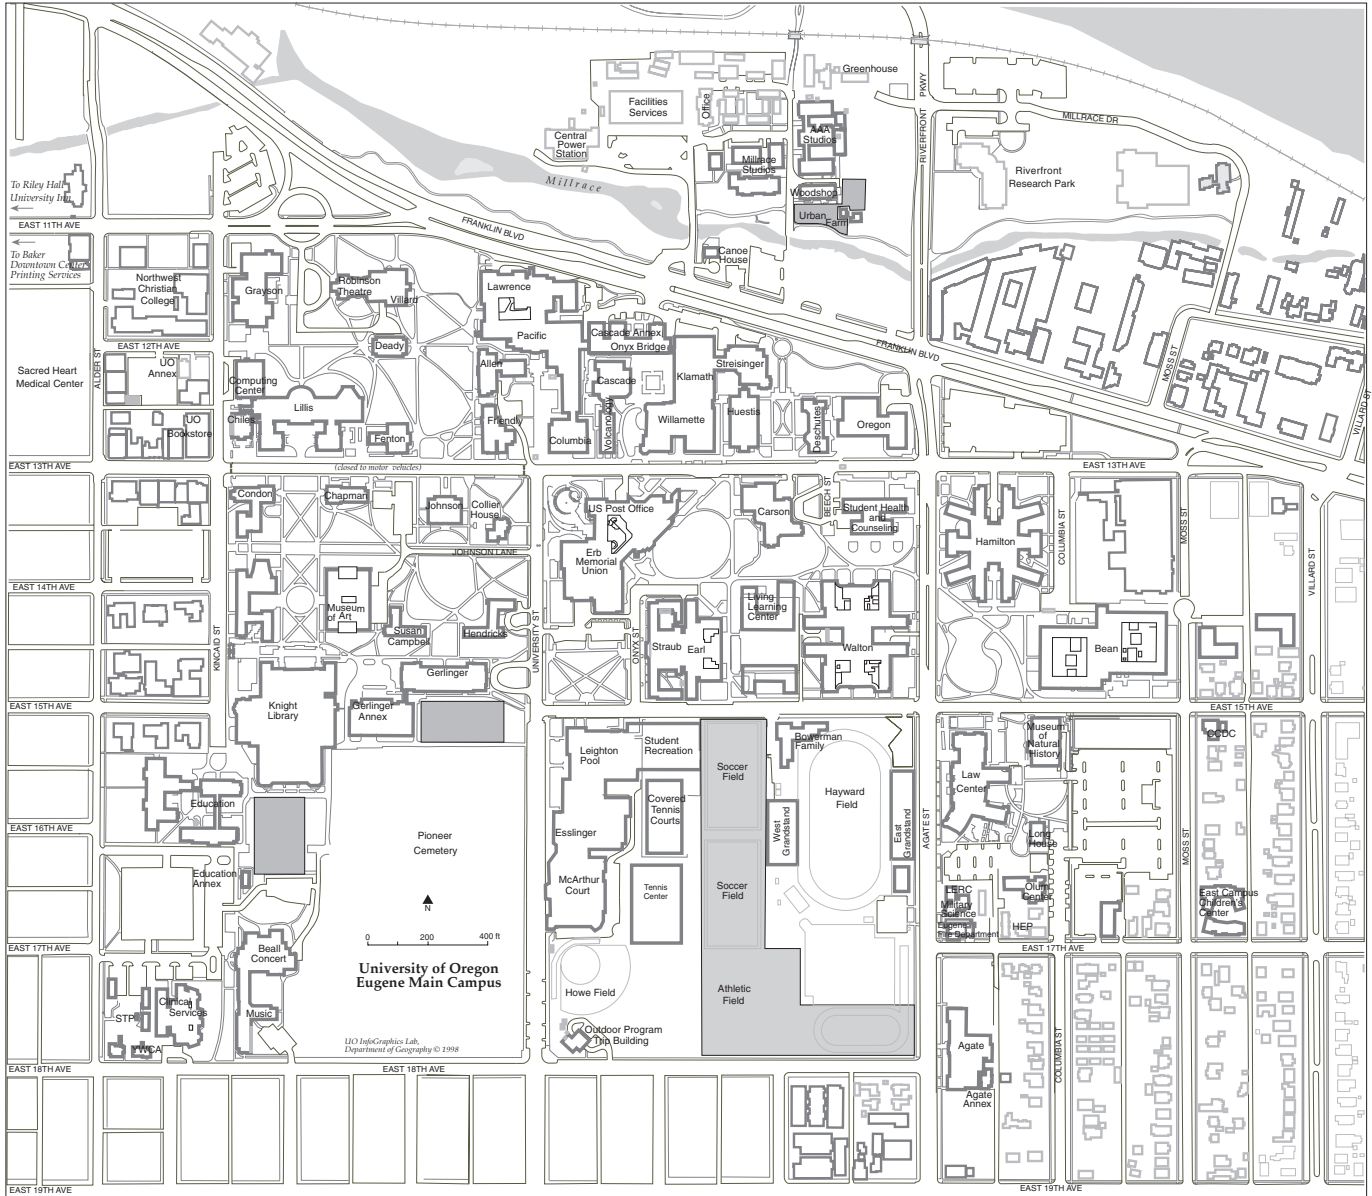 Greenhouse
Facilities
Services
Office
RIVERFRONT PKWY
MILLRACE DR
Central
Power
Station
AAA
Studios
Millrace
Studios
Millrace
Woodshop
Urban
Farm
Riverfront
Research Park
To Riley Hall
University Inn
EAST 11TH AVE
To Baker
Downtown Center
Printing Services
FRANKLIN BLVD
Canoe
House
Northwest
Christian
College
Grayson
Robinson
Theatre
Villard
Lawrence
Pacific
Cascade Annex
Onyx Bridge
Deady
EAST 12TH AVE
ALDER ST
Sacred Heart
Medical Center
UO
Annex
Computing
Center
Allen
Cascade
Klamath
Streisinger
FRANKLIN BLVD
MOSS ST
VILLARD ST
Lillis
Chiles
UO
Bookstore
Fenton
Friendly
Columbia
Volcanology
Willamette
Huestis
Deschutes
Oregon
EAST 13TH AVE
(closed to motor vehicles)
EAST 13TH AVE
Condon
Chapman
Johnson
Collier
House
US Post Office
Carson
BEECH ST
Student Health
and
Counseling
Hamilton
COLUMBIA ST
MOSS ST
VILLARD ST
JOHNSON LANE
Erb
Memorial
Union
EAST 14TH AVE
Museum
of Art
Susan
Campbell
Hendricks
UNIVERSITY ST
ONYX ST
Living
Learning
Center
KINCAID ST
Straub
Earl
Walton
Bean
Gerlinger
Knight
Library
Gerlinger
Annex
EAST 15TH AVE
EAST 15TH AVE
Leighton
Pool
Student
Recreation
Soccer
Field
Bowerman
Family
Museum
of
Natural
History
CCDC
Law
Center
Hayward
Field
Education
Covered
Tennis
Courts
West
Grandstand
East
Grandstand
AGATE ST
EAST 16TH AVE
Pioneer
Cemetery
Esslinger
Long
House
MOSS ST
Education
Annex
McArthur
Court
Tennis
Center
Soccer
Field
LERC
Military
Science
Eugene
Fire Department
Olum
Center
HEP
East Campus
Children's
Center
N
0 200 400 ft
EAST 17TH AVE
EAST 17TH AVE
Beall
Concert
University of Oregon
Eugene Main Campus
Howe Field
Athletic
Field
Clinical
Services
STP
Music
YWCA
Outdoor Program
Trip Building
UO InfoGraphics Lab,
Department of Geography © 1998
Agate
Agate
Annex
COLUMBIA ST
EAST 18TH AVE
EAST 18TH AVE
EAST 19TH AVE
EAST 19TH AVE